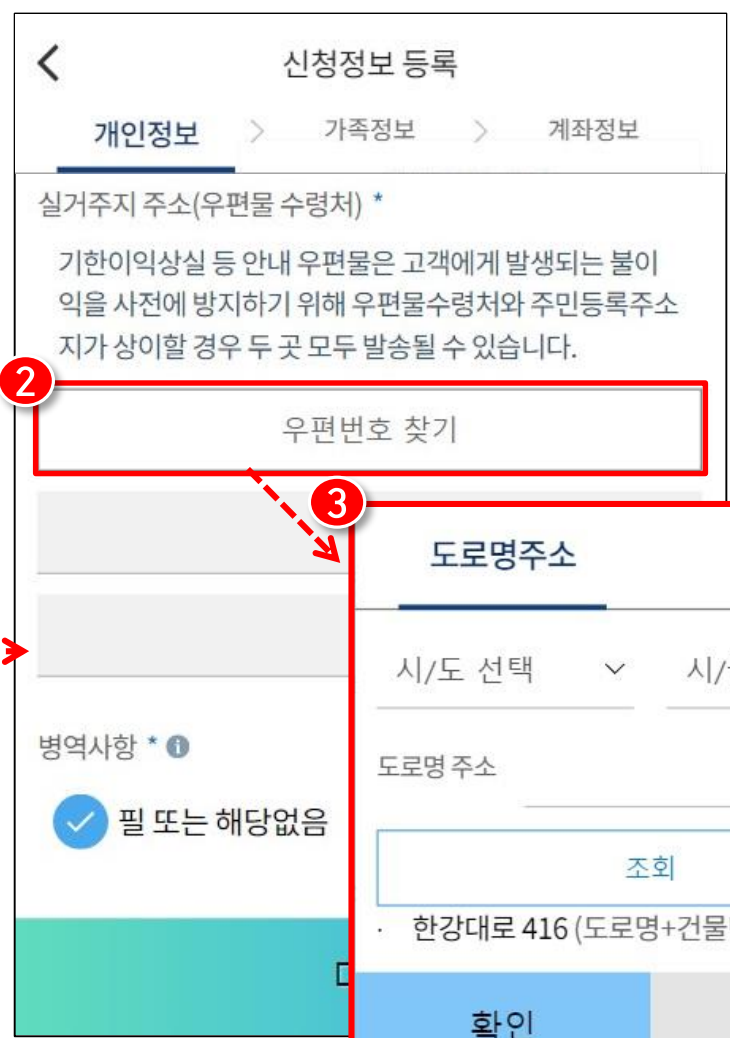 신청정보 등록
개인정보 > 가족정보 > 계좌정보
실거주지 주소(우편물 수령처) *
기한이익상실 등 안내 우편물은 고객에게 발생되는 불이
익을 사전에 방지하기 위해 우편물수령처와 주민등록주소
지가 상이할 경우 두 곳 모두 발송될 수 있습니다.
2
우편번호 찾기
3
도로명주소
시/도 선택 시/
도로명 주소
조회
· 한강대로 416 (도로명+건물
확인
병역사항 *
필 또는 해당없음